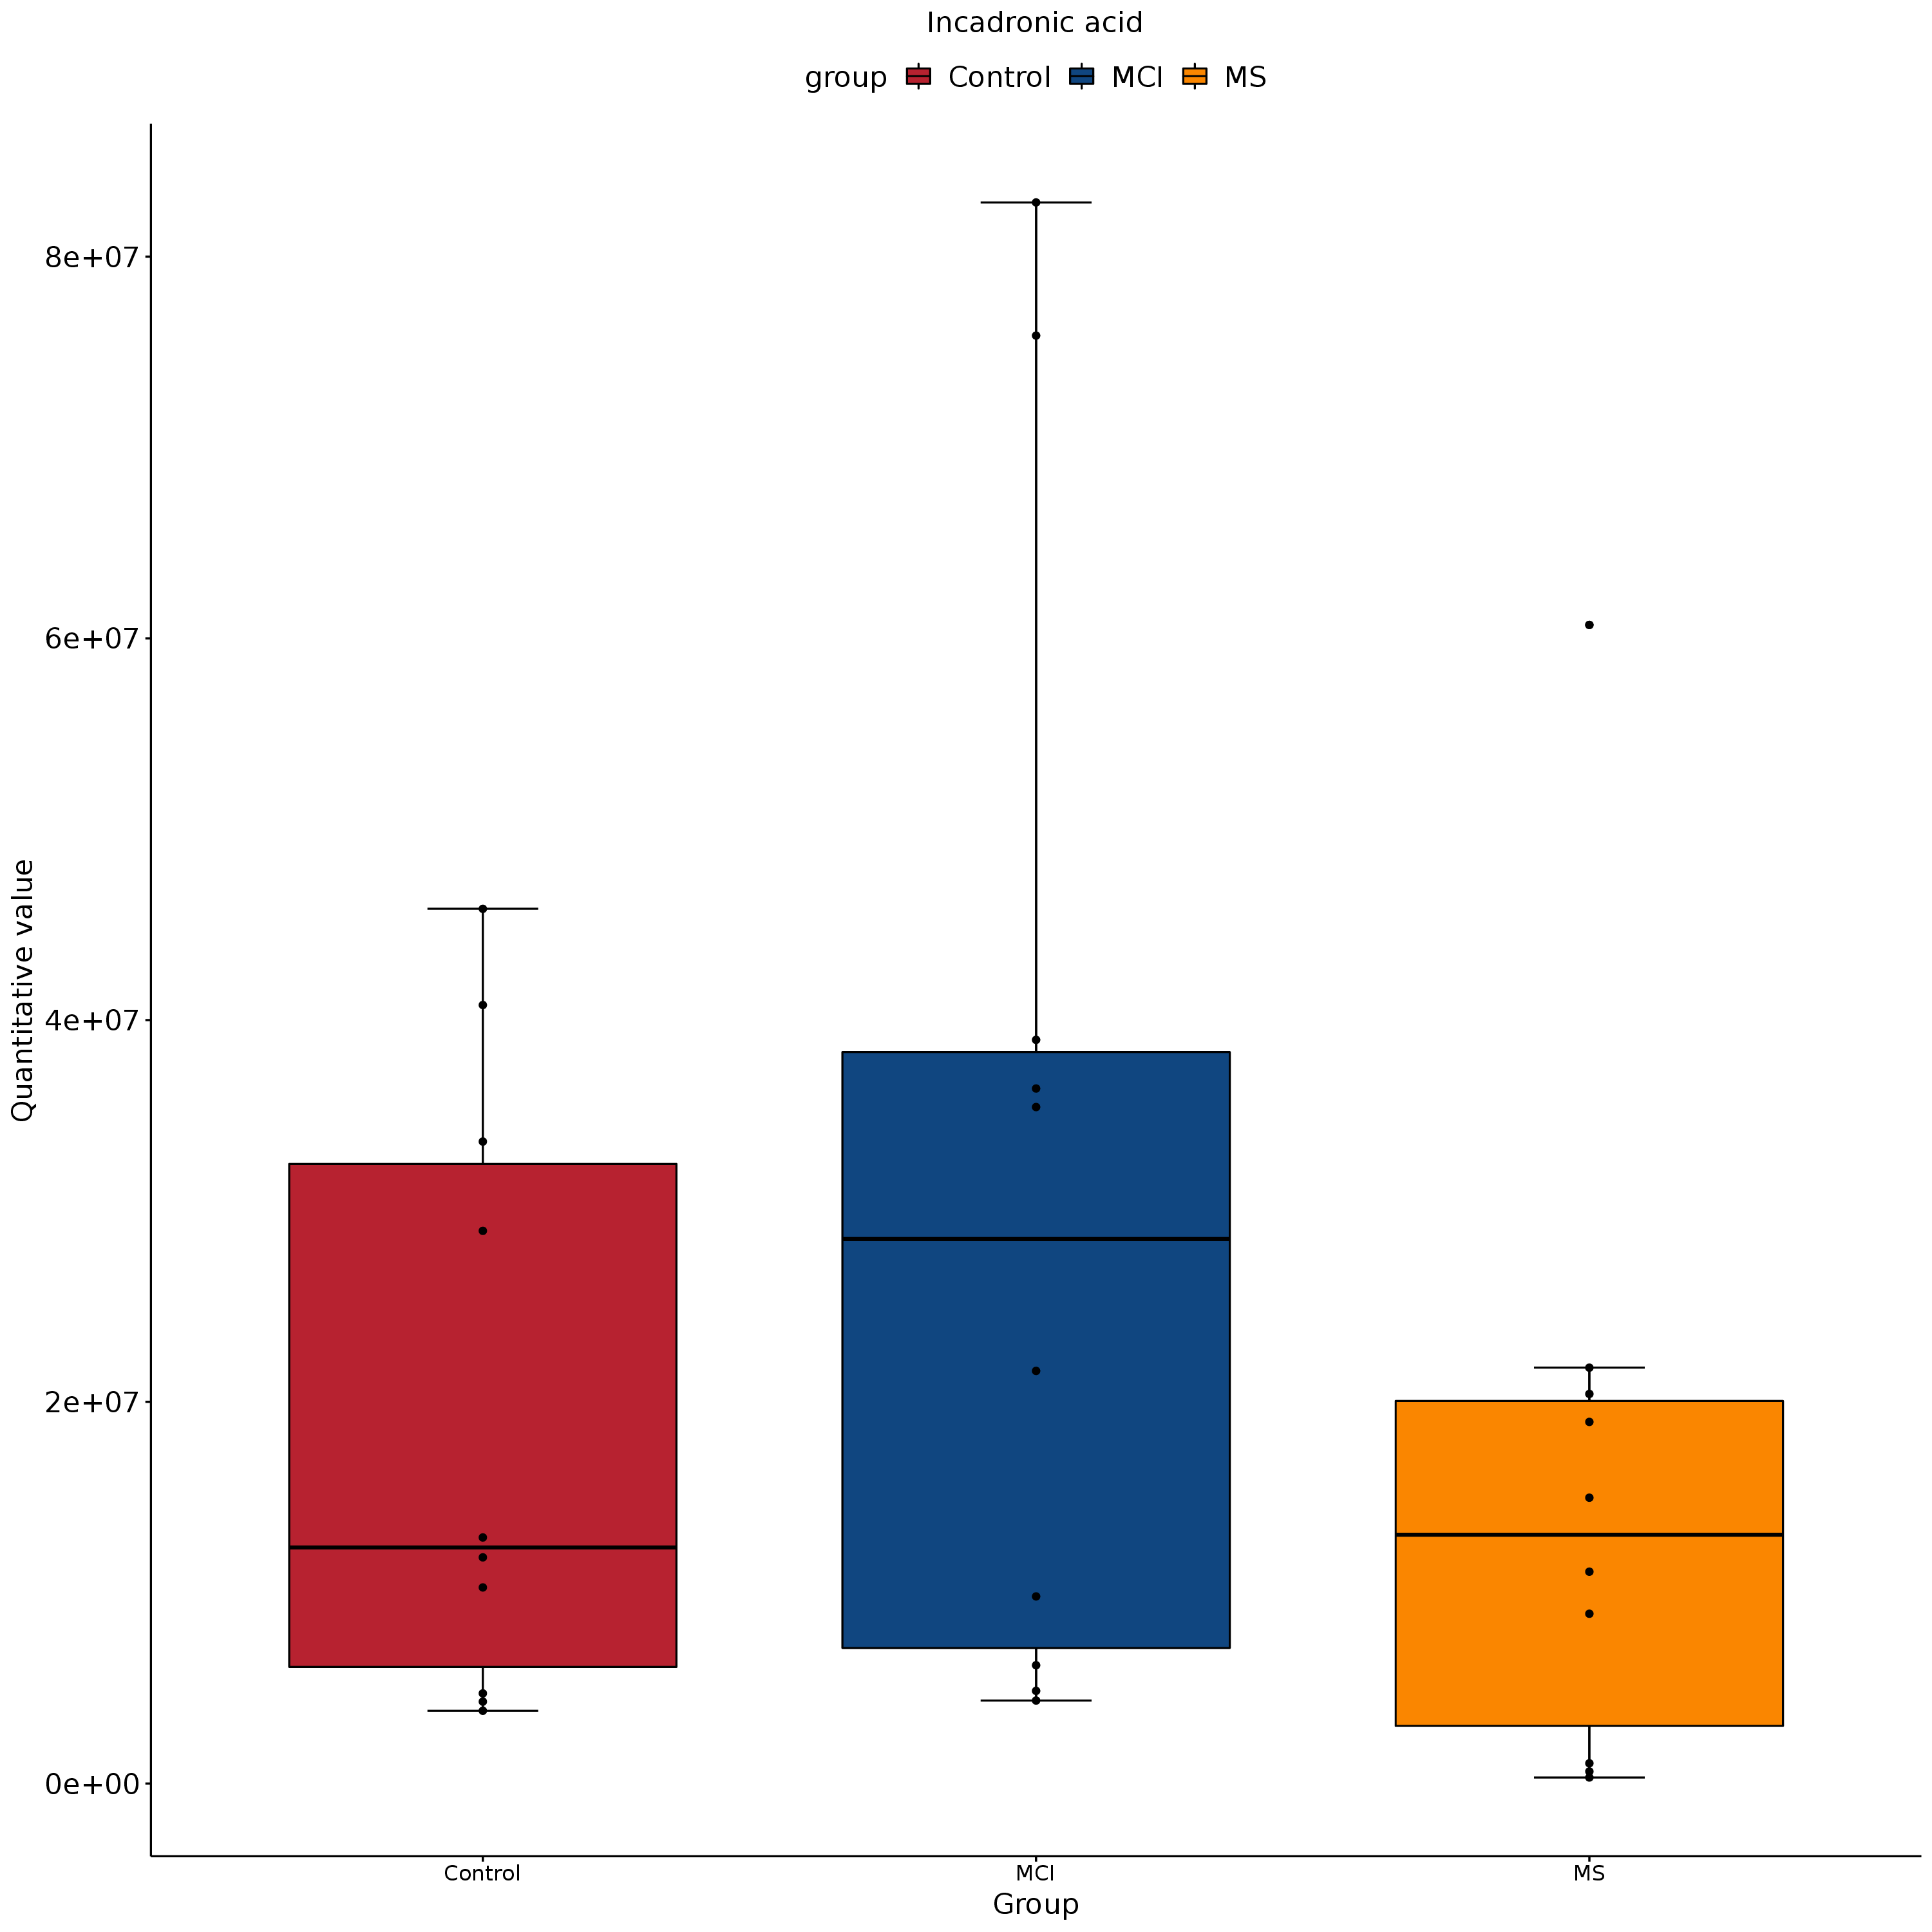 Incadronic acid
group Control MCI MS
Quantitative value
8e+07
6e+07
4e+07
2e+07
0e+00
Control MCI MS
Group